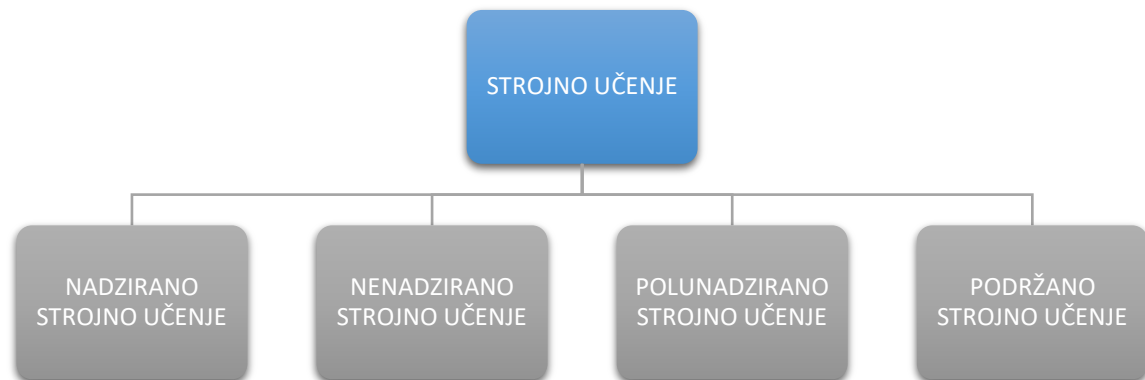 STROJNO UČENJE
NADZIRANO
STROJNO UČENJE
NENADZIRANO
STROJNO UČENJE
POLUNADZIRANO
STROJNO UČENJE
PODRŽANO
STROJNO UČENJE